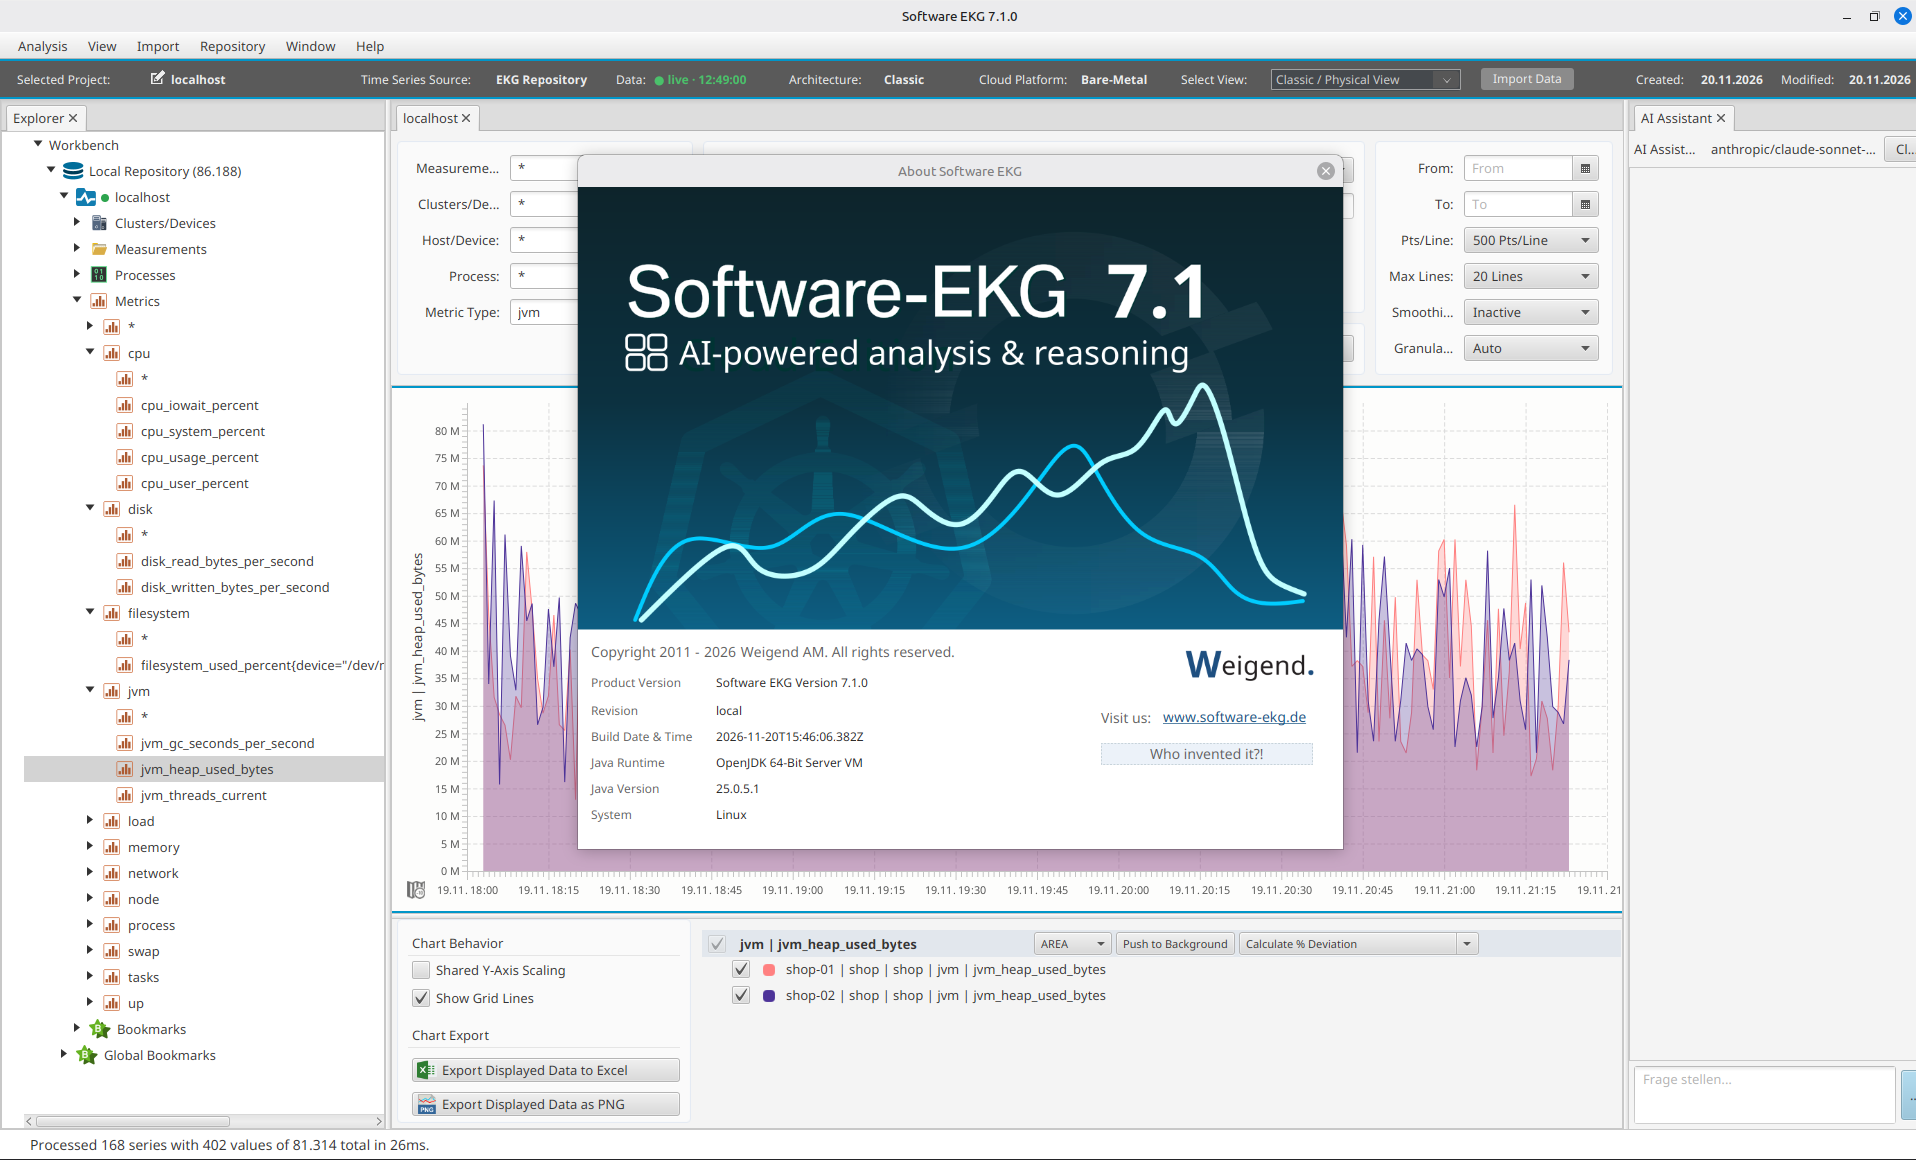 Software EKG 7.1.0
Analysis View Import Repository Window Help
Selected Project: localhost Time Series Source: EKG Repository Data: live · 12:49:00 Architecture: Classic Cloud Platform: Bare-Metal Select View: Classic / Physical View Import Data Created: 20.11.2026 Modified: 20.11.2026
Explorer
Workbench
Local Repository (86.188)
localhost
Clusters/Devices
Measurements
Processes
Metrics
*
cpu
*
cpu_iowait_percent
cpu_system_percent
cpu_usage_percent
cpu_user_percent
disk
*
disk_read_bytes_per_second
disk_written_bytes_per_second
filesystem
*
filesystem_used_percent{device="/dev/r
jvm
*
jvm_gc_seconds_per_second
jvm_heap_used_bytes
jvm_threads_current
load
memory
network
node
process
swap
tasks
up
Bookmarks
Global Bookmarks
localhost
Measureme... *
Clusters/De... *
Host/Device: *
Process: *
Metric Type: jvm
From: From
To: To
Pts/Line: 500 Pts/Line
Max Lines: 20 Lines
Smoothi... Inactive
Granula... Auto
About Software EKG
Software-EKG 7.1
AI-powered analysis & reasoning
Copyright 2011 - 2026 Weigend AM. All rights reserved.
Product Version Software EKG Version 7.1.0
Revision local
Build Date & Time 2026-11-20T15:46:06.382Z
Java Runtime OpenJDK 64-Bit Server VM
Java Version 25.0.5.1
System Linux
Weigend.
Visit us: www.software-ekg.de
Who invented it?!
jvm | jvm_heap_used_bytes
80 M
75 M
70 M
65 M
60 M
55 M
50 M
45 M
40 M
35 M
30 M
25 M
20 M
15 M
10 M
5 M
0 M
19.11. 18:00 19.11. 18:15 19.11. 18:30 19.11. 18:45 19.11. 19:00 19.11. 19:15 19.11. 19:30 19.11. 19:45 19.11. 20:00 19.11. 20:15 19.11. 20:30 19.11. 20:45 19.11. 21:00 19.11. 21:15 19.11. 21
Chart Behavior
Shared Y-Axis Scaling
Show Grid Lines
Chart Export
Export Displayed Data to Excel
Export Displayed Data as PNG
jvm | jvm_heap_used_bytes AREA Push to Background Calculate % Deviation
shop-01 | shop | shop | jvm | jvm_heap_used_bytes
shop-02 | shop | shop | jvm | jvm_heap_used_bytes
AI Assistant
AI Assist... anthropic/claude-sonnet-... Cl...
Frage stellen...
..
Processed 168 series with 402 values of 81.314 total in 26ms.